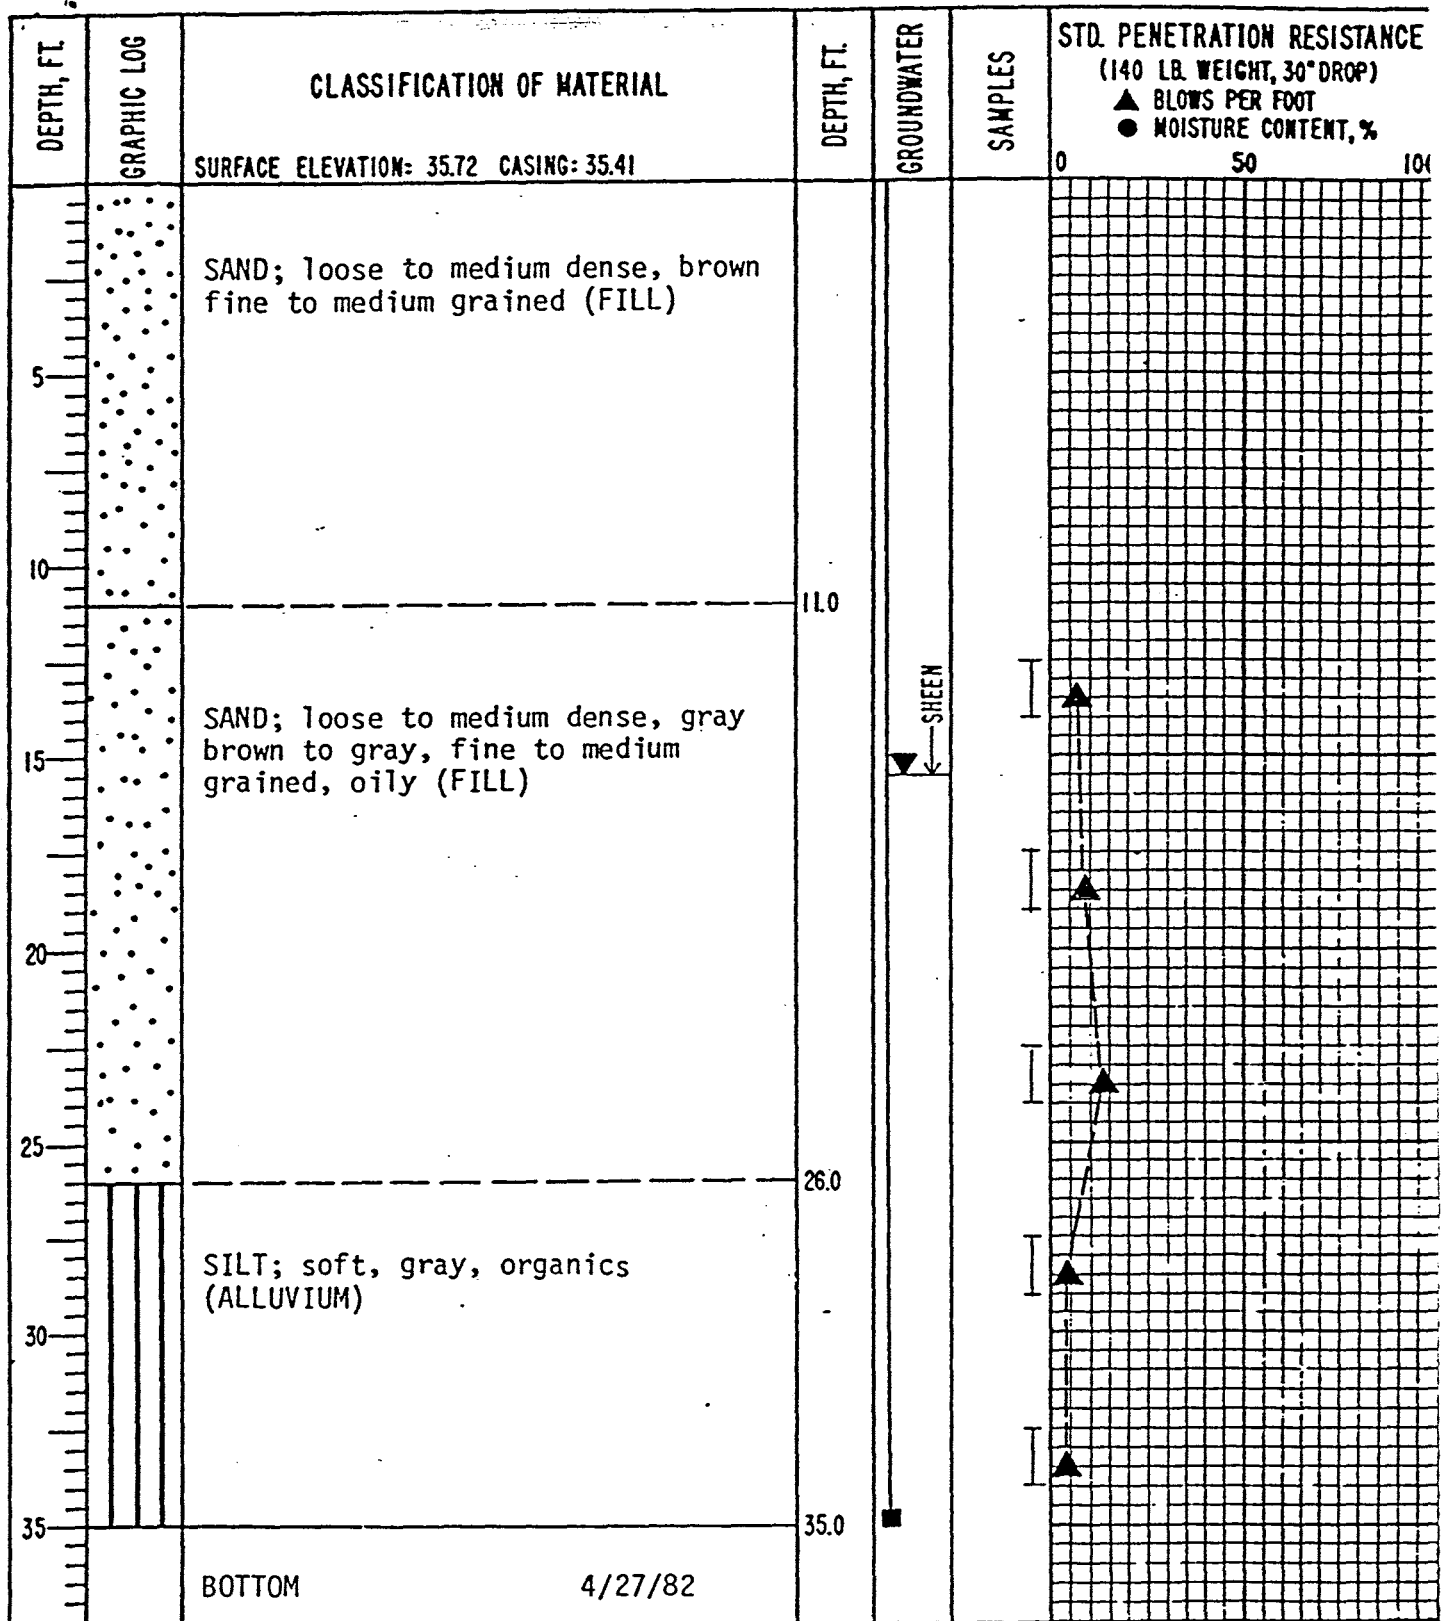 DEPTH, FT.
GRAPHIC LOG
CLASSIFICATION OF MATERIAL
SURFACE ELEVATION: 35.72 CASING: 35.41
DEPTH, FT.
GROUNDWATER
SAMPLES
STD. PENETRATION RESISTANCE
(140 LB. WEIGHT, 30" DROP)
▲ BLOWS PER FOOT
● MOISTURE CONTENT, %
0 50 100
SAND; loose to medium dense, brown
fine to medium grained (FILL)
5
10
11.0
SHEEN
SAND; loose to medium dense, gray
brown to gray, fine to medium
grained, oily (FILL)
15
20
25
26.0
SILT; soft, gray, organics
(ALLUVIUM)
30
35
35.0
BOTTOM 4/27/82